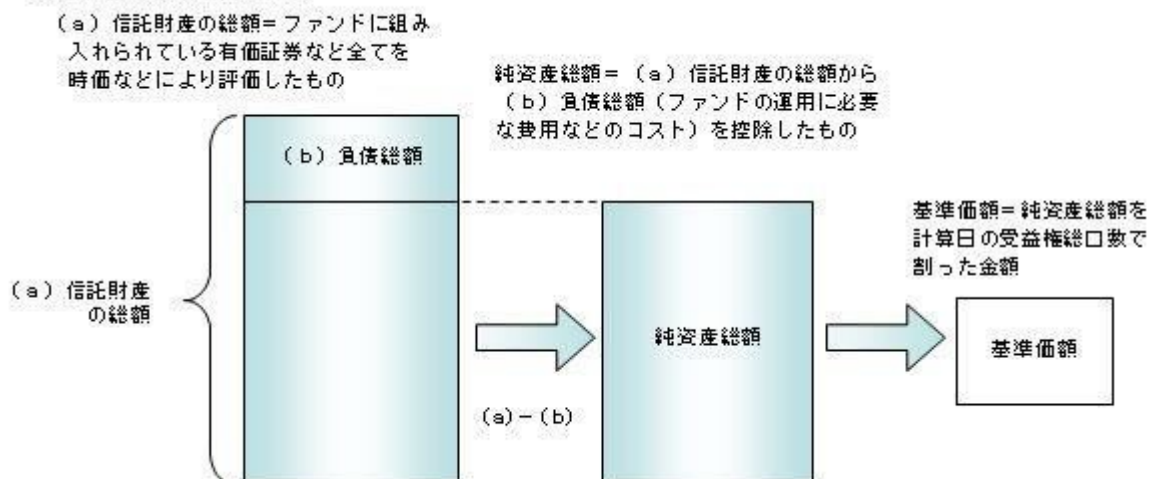 (a)信託財産の総額=ファンドに組み
入れられている有価証券など全てを
時価などにより評価したもの
純資産総額=(a)信託財産の総額から
(b)負債総額(ファンドの運用に必要
な費用などのコスト)を控除したもの
(b)負債総額
基準価額=純資産総額を
計算日の受益権総口数で
割った金額
(a)信託財産
の総額
純資産総額
基準価額
(a)-(b)